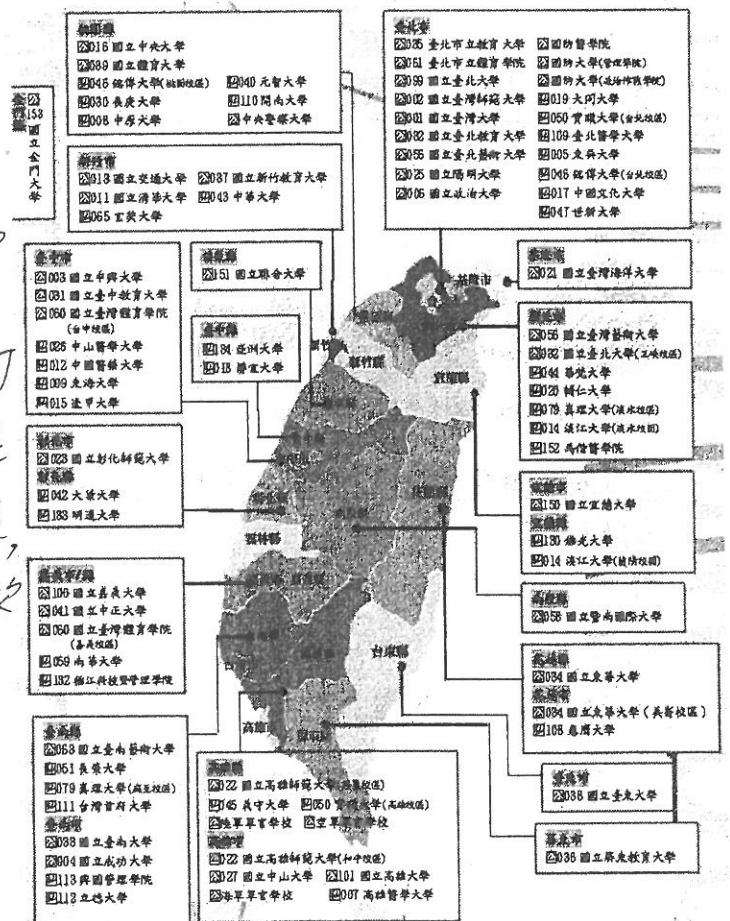 桃園縣
公016 國立中央大學
公089 國立體育大學
私045 銘傳大學(桃園校區) 私040 元智大學
私030 長庚大學 私110 開南大學
私008 中原大學 公中央警察大學
臺北市
公035 臺北市立教育大學 公國防醫學院
公051 臺北市立體育學院 公國防大學(管理學院)
公099 國立臺北大學 公國防大學(政治作戰學院)
公002 國立臺灣師範大學 私019 大同大學
公001 國立臺灣大學 私050 實踐大學(台北校區)
公032 國立臺北教育大學 私109 臺北醫學大學
公055 國立臺北藝術大學 私005 東吳大學
公025 國立陽明大學 私045 銘傳大學(台北校區)
公006 國立政治大學 私017 中國文化大學
私047 世新大學
金門縣
公153 國立金門大學
新竹市
公013 國立交通大學 公037 國立新竹教育大學
公011 國立清華大學 私043 中華大學
私065 玄奘大學
臺中市
公003 國立中興大學
公031 國立臺中教育大學
公060 國立臺灣體育學院
(台中校區)
私026 中山醫學大學
私012 中國醫藥大學
私009 東海大學
私015 逢甲大學
苗栗縣
公151 國立聯合大學
臺中縣
私134 亞洲大學
私018 靜宜大學
基隆市
基隆市
公021 國立臺灣海洋大學
新竹縣
宜蘭縣
新北市
公056 國立臺灣藝術大學
公099 國立臺北大學(三峽校區)
私044 華梵大學
私020 輔仁大學
私079 真理大學(淡水校區)
私014 淡江大學(淡水校園)
私152 馬偕醫學院
彰化市
公023 國立彰化師範大學
彰化縣
私042 大葉大學
私133 明道大學
雲林縣
宜蘭市
公150 國立宜蘭大學
宜蘭縣
私130 佛光大學
私014 淡江大學(蘭陽校園)
嘉義市/縣
公106 國立嘉義大學
公041 國立中正大學
公060 國立臺灣體育學院
(嘉義校區)
私059 南華大學
私132 稻江科技暨管理學院
南投縣
公058 國立暨南國際大學
台東縣
花蓮縣
公034 國立東華大學
花蓮市
公034 國立東華大學(美崙校區)
私108 慈濟大學
臺南縣
公063 國立臺南藝術大學
私051 長榮大學
私079 真理大學(麻豆校區)
私111 台灣首府大學
臺南市
公033 國立臺南大學
公004 國立成功大學
私113 興國管理學院
私112 立德大學
高雄縣
公022 國立高雄師範大學(燕巢校區)
私045 義守大學 私050 實踐大學(高雄校區)
公陸軍軍官學校 公空軍軍官學校
高雄市
公022 國立高雄師範大學(和平校區)
公027 國立中山大學 公101 國立高雄大學
公海軍軍官學校 私007 高雄醫學大學
臺東市
公038 國立臺東大學
屏東市
公036 國立屏東教育大學